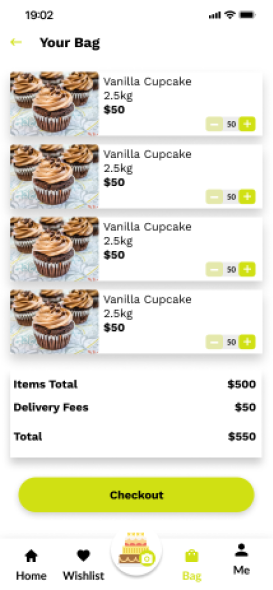 19:02
Your Bag
Vanilla Cupcake
2.5kg
$50
50
Vanilla Cupcake
2.5kg
$50
50
Vanilla Cupcake
2.5kg
$50
50
Vanilla Cupcake
2.5kg
$50
50
Items Total $500
Delivery Fees $50
Total $550
Checkout
Home Wishlist Bag Me